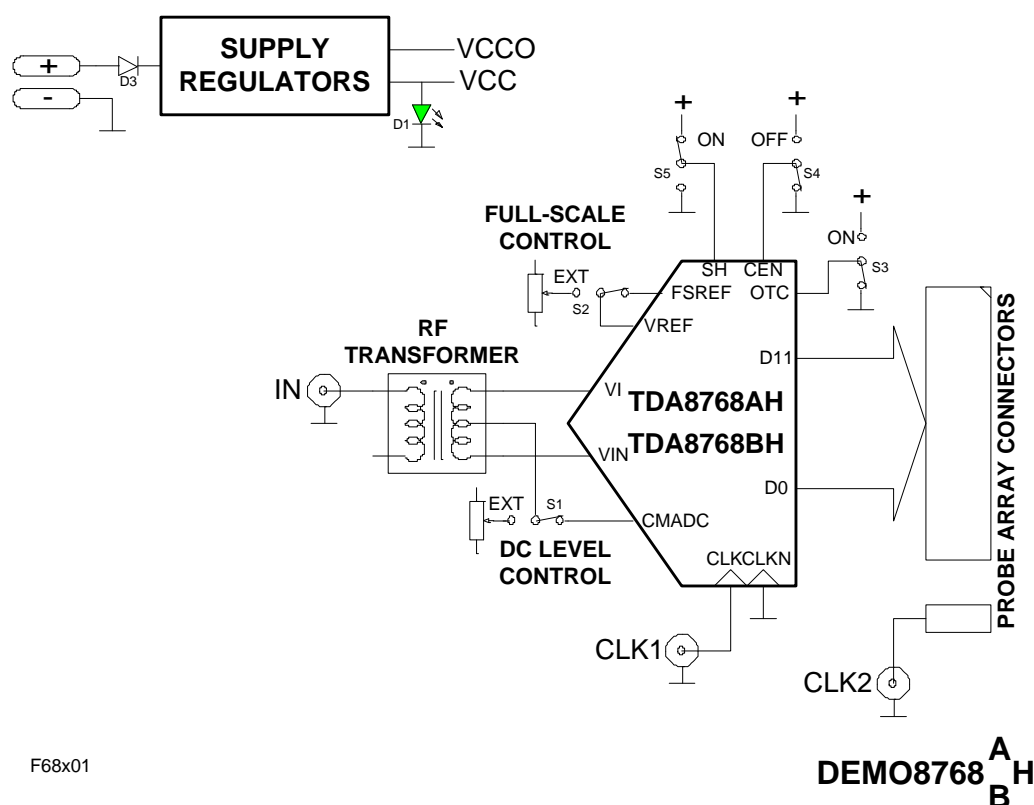 SUPPLY
REGULATORS
+
-
D3
VCCO
VCC
D1
+
+
ON
OFF
S5
S4
+
ON
S3
FULL-SCALE
CONTROL
EXT
S2
SH
CEN
FSREF
OTC
VREF
RF
TRANSFORMER
D11
IN
VI
TDA8768AH
TDA8768BH
VIN
D0
EXT
S1
CMADC
DC LEVEL
CONTROL
CLK
CLKN
PROBE ARRAY CONNECTORS
CLK1
CLK2
F68x01
DEMO8768 A H
B